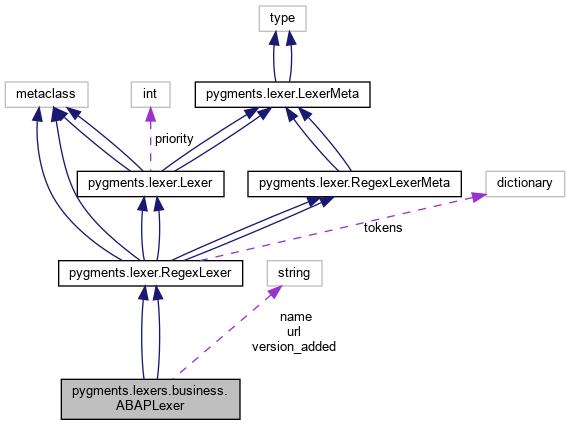 type
metaclass
int
pygments.lexer.LexerMeta
priority
pygments.lexer.Lexer
pygments.lexer.RegexLexerMeta
dictionary
tokens
pygments.lexer.RegexLexer
string
name
url
version_added
pygments.lexers.business.
ABAPLexer